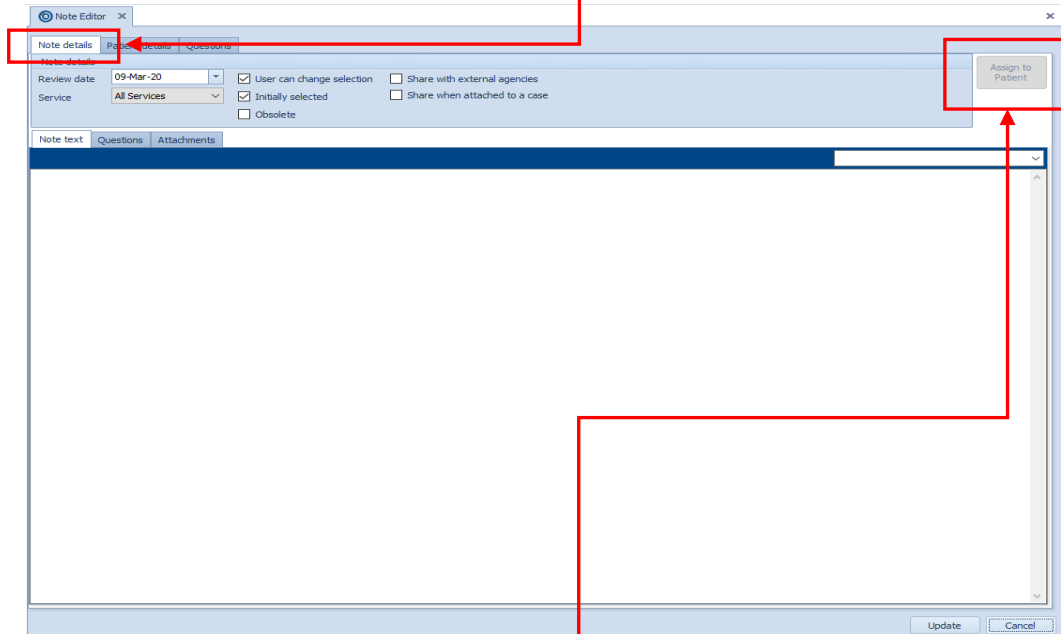 Note Editor
Note details Questions
Note details
Review date 09-Mar-20 User can change selection Share with external agencies
Service All Services Initially selected Share when attached to a case
Obsolete
Assign to
Patient
Note text Questions Attachments
Update Cancel